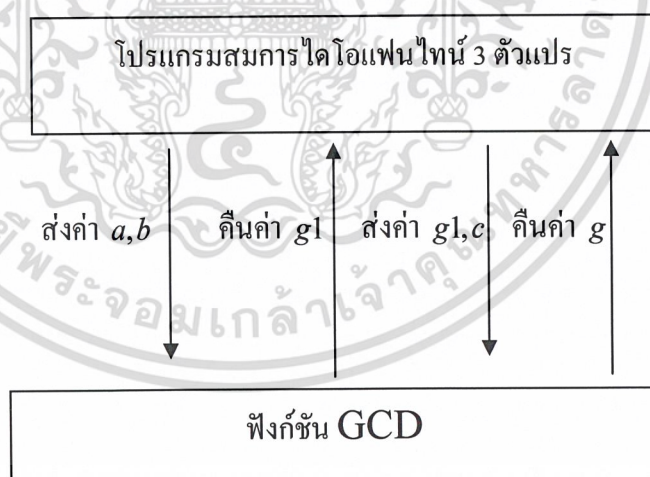 โปรแกรมสมการไดโอแฟนไทน์ 3 ตัวแปร
ส่งค่า a,b คืนค่า g1 ส่งค่า g1,c คืนค่า g
ฟังก์ชัน GCD